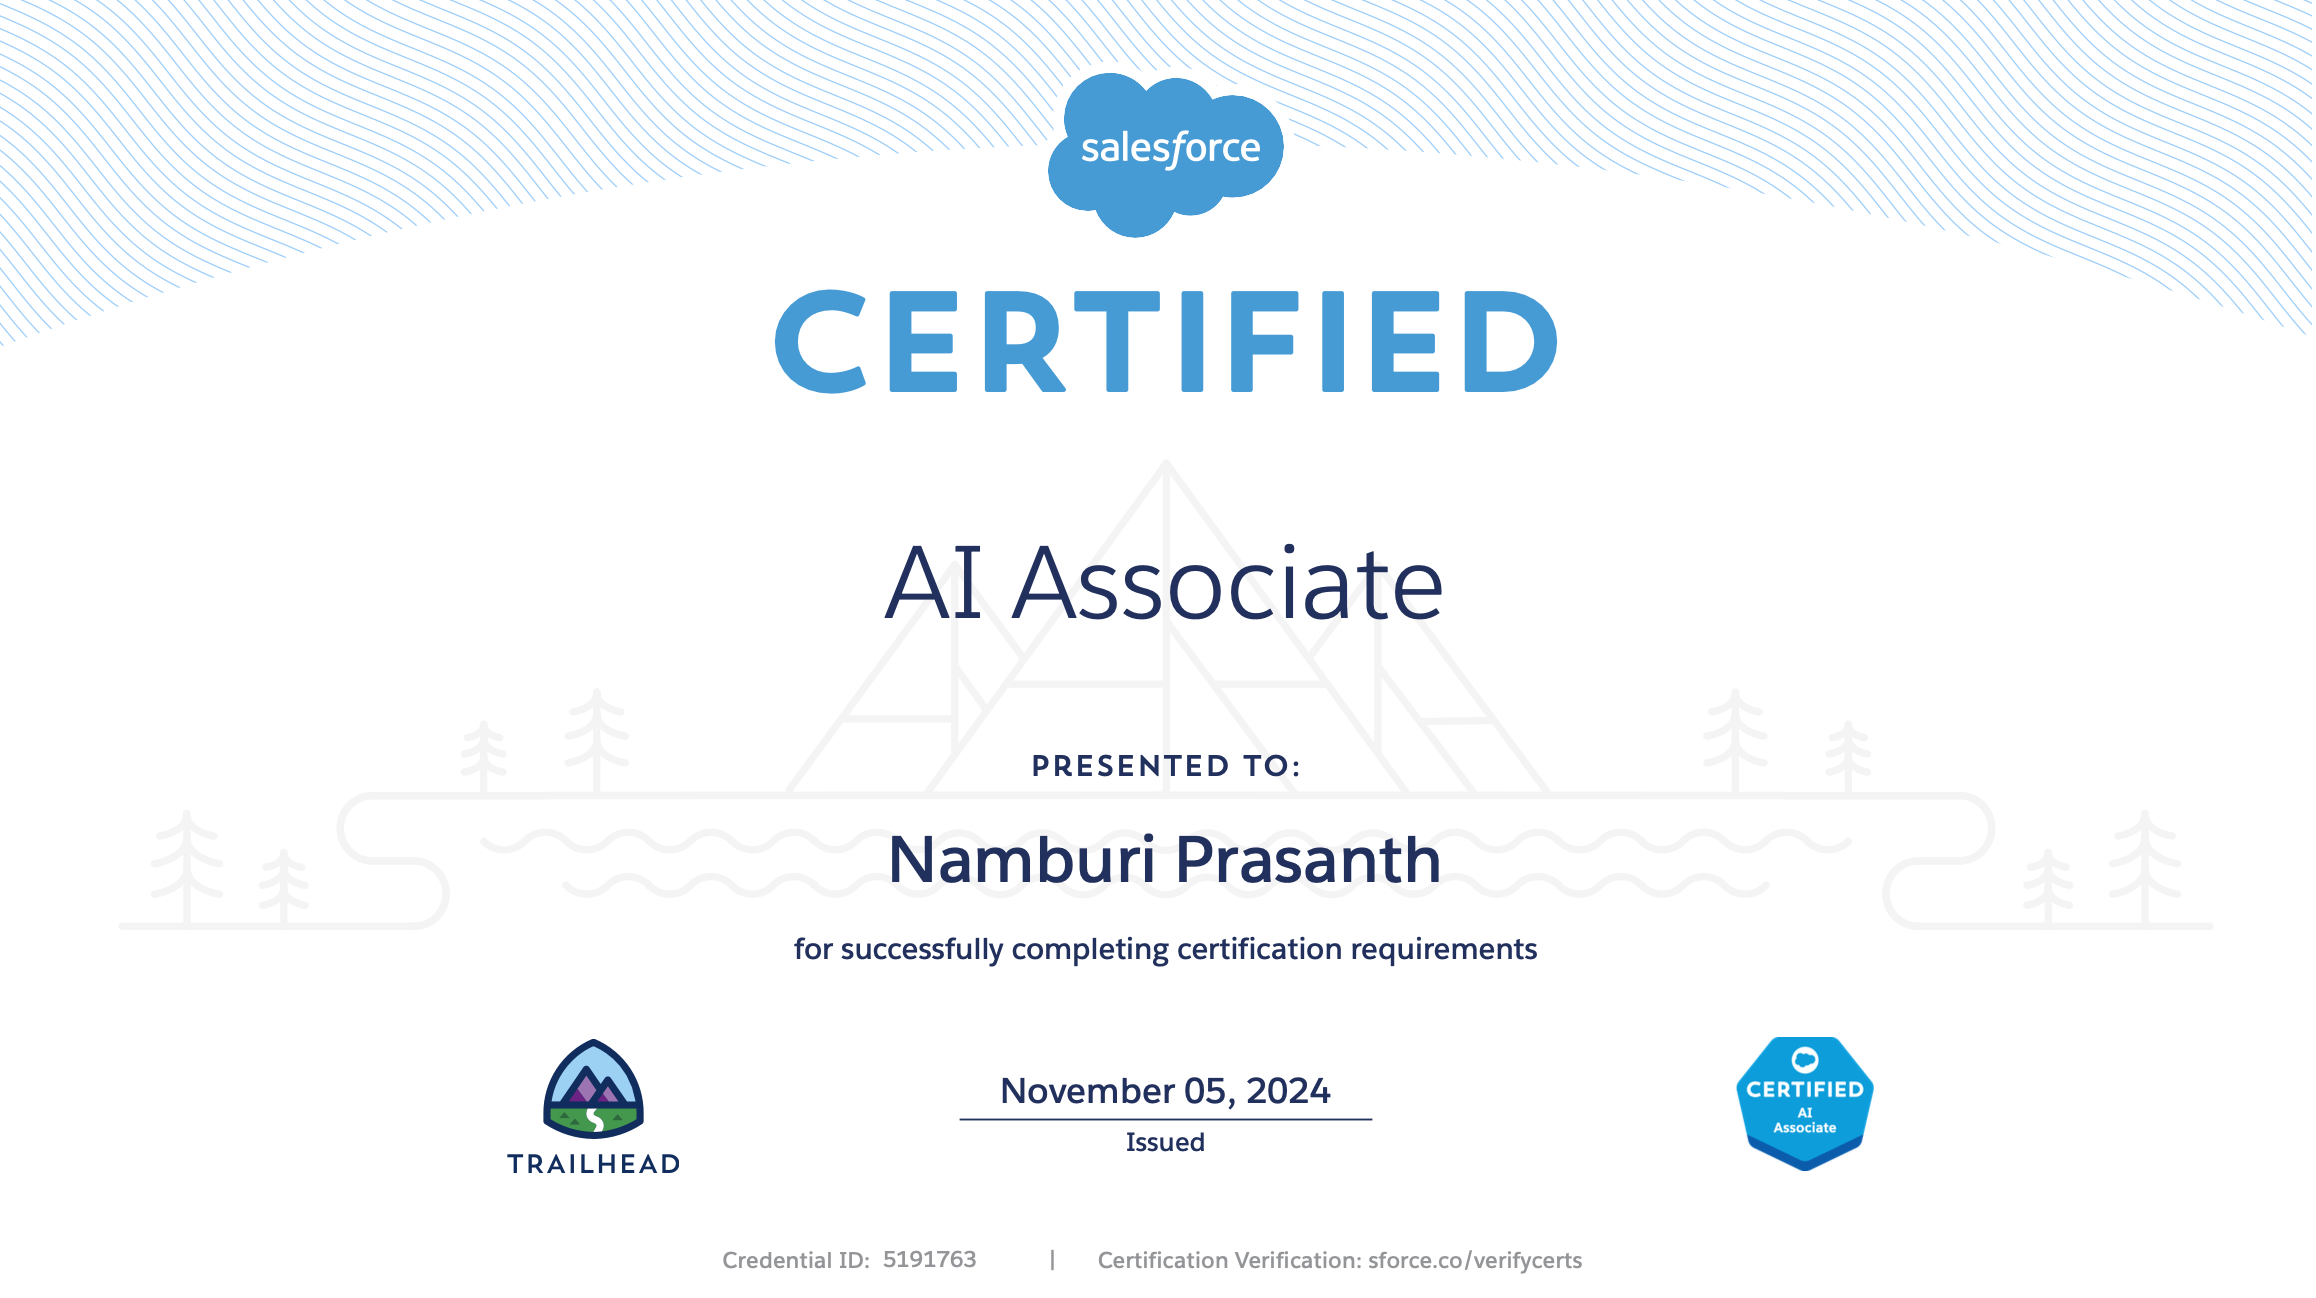 salesforce
CERTIFIED
AI Associate
PRESENTED TO:
Namburi Prasanth
for successfully completing certification requirements
TRAILHEAD
November 05, 2024
Issued
CERTIFIED
AI
Associate
Credential ID: 5191763 | Certification Verification: sforce.co/verifycerts